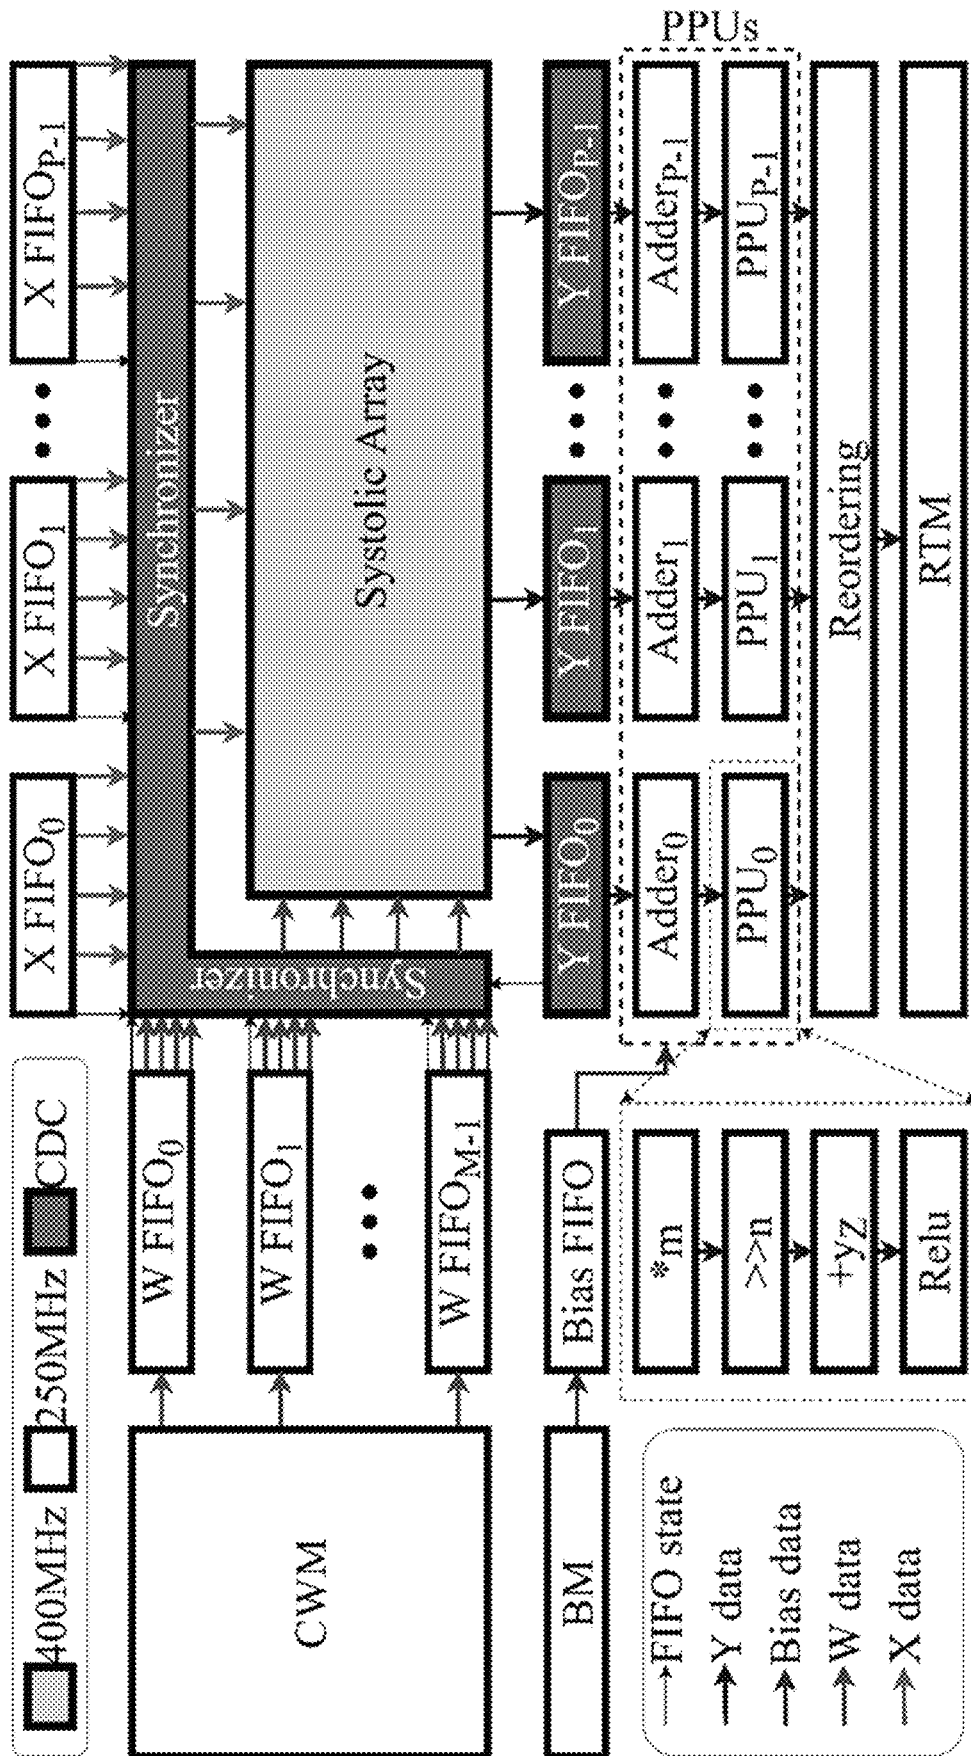 400MHz 250MHz CDC
X FIFO0
X FIFO1
X FIFOP-1
Synchronizer
Synchronizer
Systolic Array
CWM
W FIFO0
W FIFO1
W FIFOM-1
BM
Bias FIFO
Y FIFO0
Y FIFO1
Y FIFOP-1
PPUs
Adder0
Adder1
AdderP-1
PPU0
PPU1
PPUP-1
Reordering
RTM
*m
>>n
+yz
Relu
FIFO state
Y data
Bias data
W data
X data